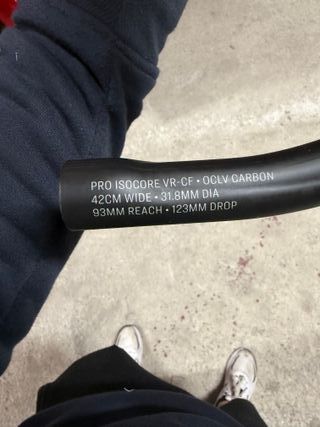 PRO ISOCORE VR-CF • OCLV CARBON
42CM WIDE • 31.8MM DIA
93MM REACH • 123MM DROP